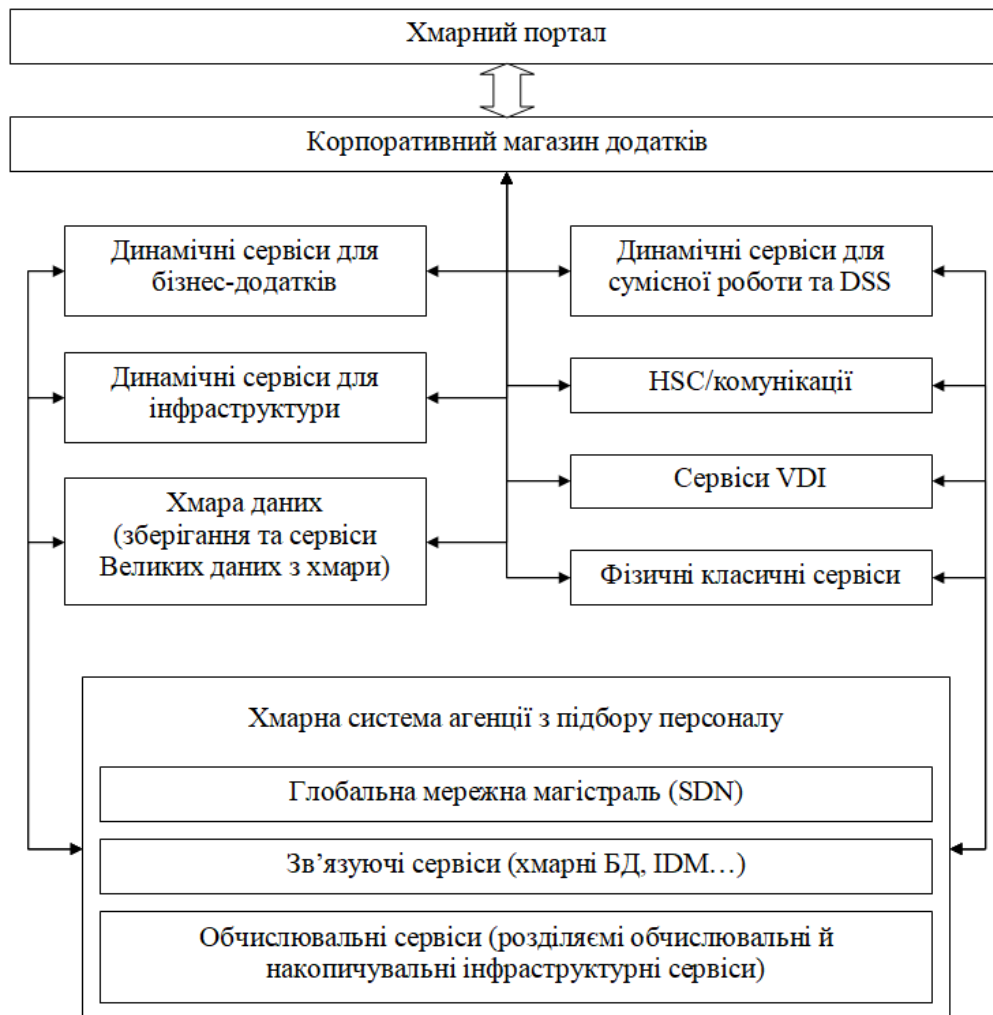 Хмарний портал
Корпоративний магазин додатків
Динамічні сервіси для
бізнес-додатків
Динамічні сервіси для
сумісної роботи та DSS
Динамічні сервіси для
інфраструктури
HSC/комунікації
Хмара даних
(зберігання та сервіси
Великих даних з хмари)
Сервіси VDI
Фізичні класичні сервіси
Хмарна система агенції з підбору персоналу
Глобальна мережна магістраль (SDN)
Зв’язуючі сервіси (хмарні БД, IDM…)
Обчислювальні сервіси (розділяємі обчислювальні й
накопичувальні інфраструктурні сервіси)